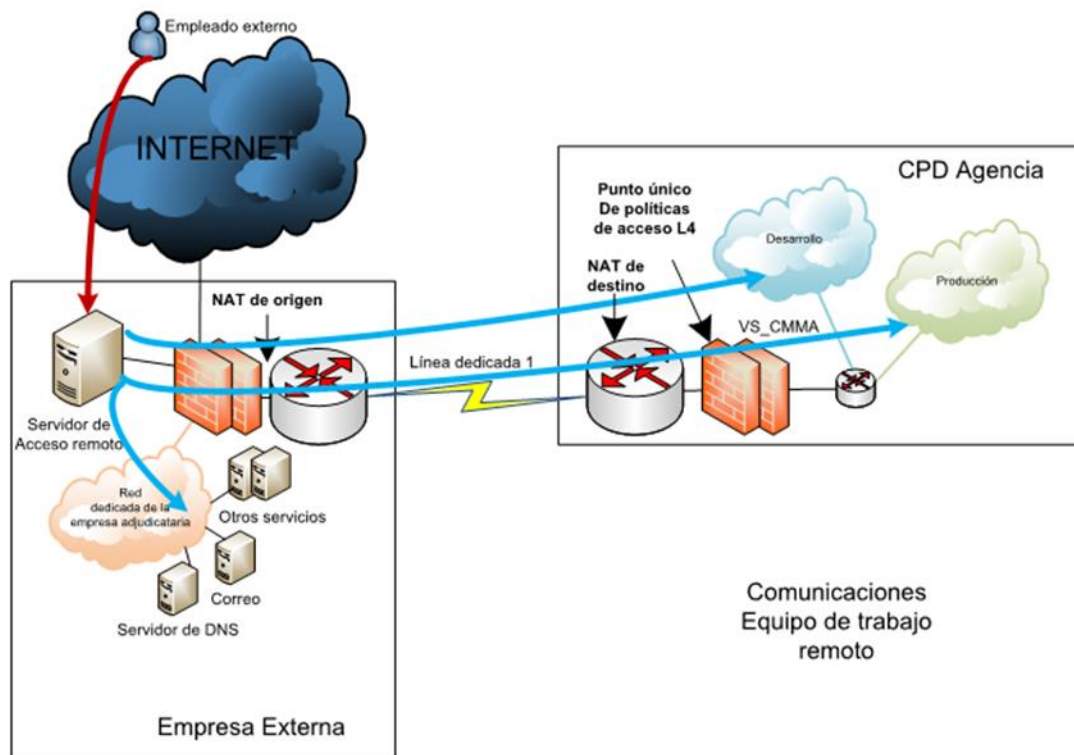 Empleado externo
INTERNET
CPD Agencia
Punto único
De políticas
de acceso L4
Desarrollo
Producción
NAT de origen
NAT de
destino
VS_CMMA
Línea dedicada 1
Servidor de
Acceso remoto
Red
dedicada de la
empresa adjudicataria
Otros servicios
Correo
Servidor de DNS
Comunicaciones
Equipo de trabajo
remoto
Empresa Externa